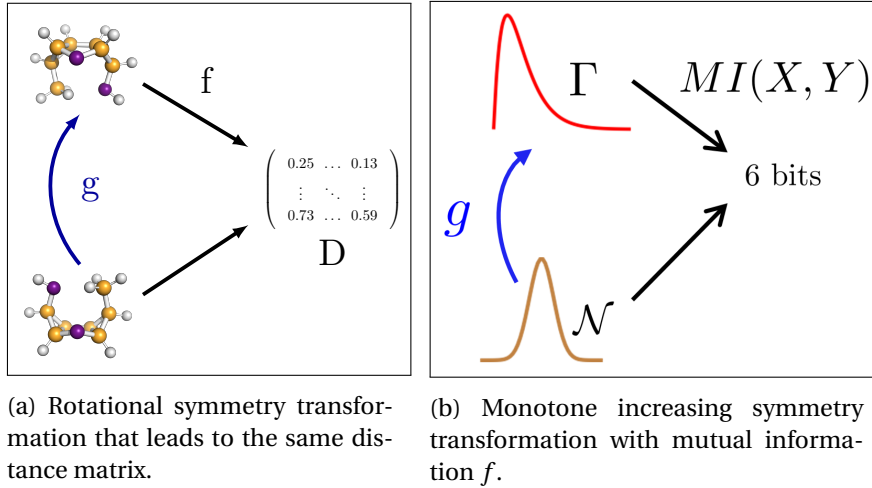 f
g
0.25 … 0.13
⋮ ⋱ ⋮
0.73 … 0.59
D
Γ
MI(X, Y)
6 bits
g
𝒩
(a) Rotational symmetry transfor-
mation that leads to the same dis-
tance matrix.
(b) Monotone increasing symmetry
transformation with mutual informa-
tion f.